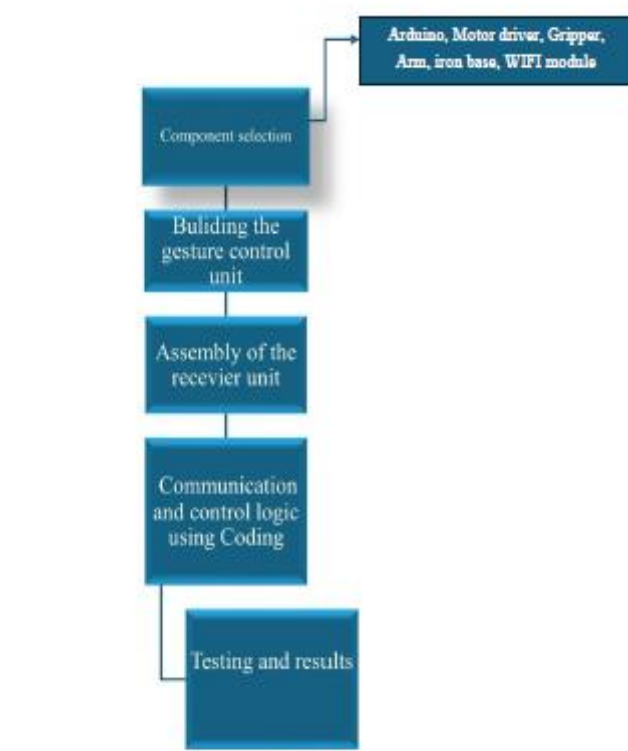 Arduino, Motor driver, Gripper,
Arm, iron base, WIFI module
Component selection
Buliding the
gesture control
unit
Assembly of the
recevier unit
Communication
and control logic
using Coding
Testing and results